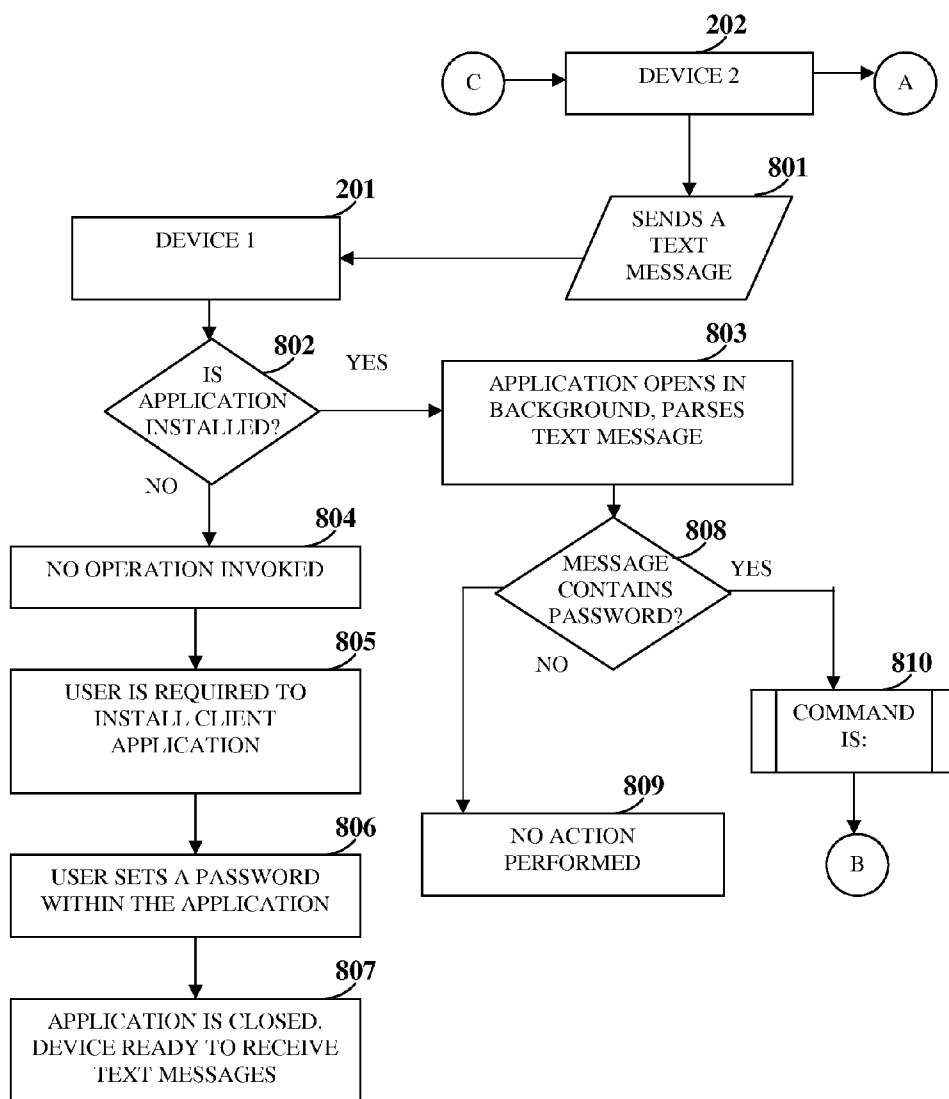 202
C
DEVICE 2
A
801
SENDS A
TEXT
MESSAGE
201
DEVICE 1
802
IS
APPLICATION
INSTALLED?
YES
NO
803
APPLICATION OPENS IN
BACKGROUND, PARSES
TEXT MESSAGE
804
NO OPERATION INVOKED
808
MESSAGE
CONTAINS
PASSWORD?
YES
NO
805
USER IS REQUIRED TO
INSTALL CLIENT
APPLICATION
810
COMMAND
IS:
809
NO ACTION
PERFORMED
B
806
USER SETS A PASSWORD
WITHIN THE APPLICATION
807
APPLICATION IS CLOSED.
DEVICE READY TO RECEIVE
TEXT MESSAGES